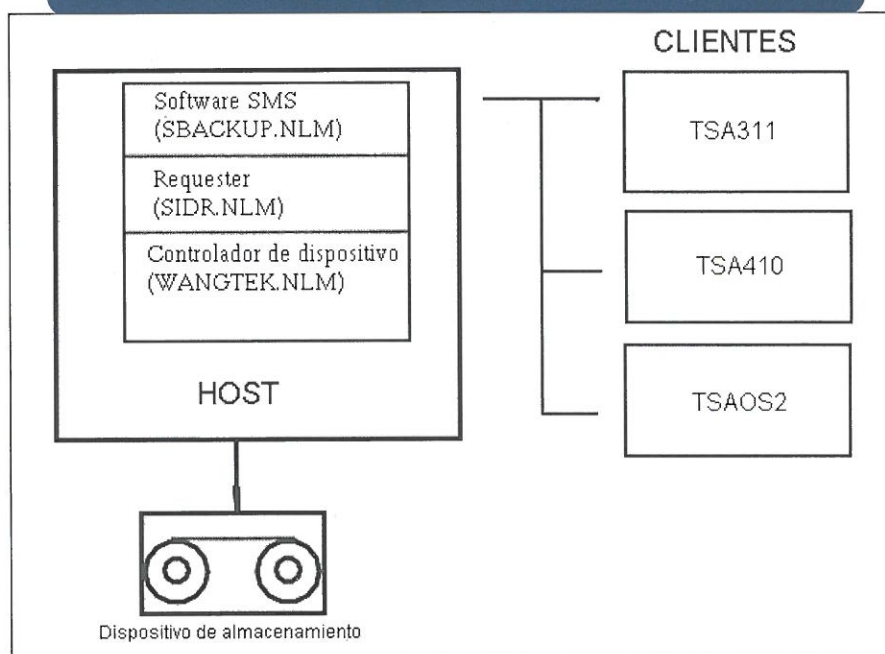 CLIENTES
Software SMS
(SBACKUP.NLM)
Requester
(SIDR.NLM)
Controlador de dispositivo
(WANGTEK.NLM)
HOST
TSA311
TSA410
TSAOS2
Dispositivo de almacenamiento